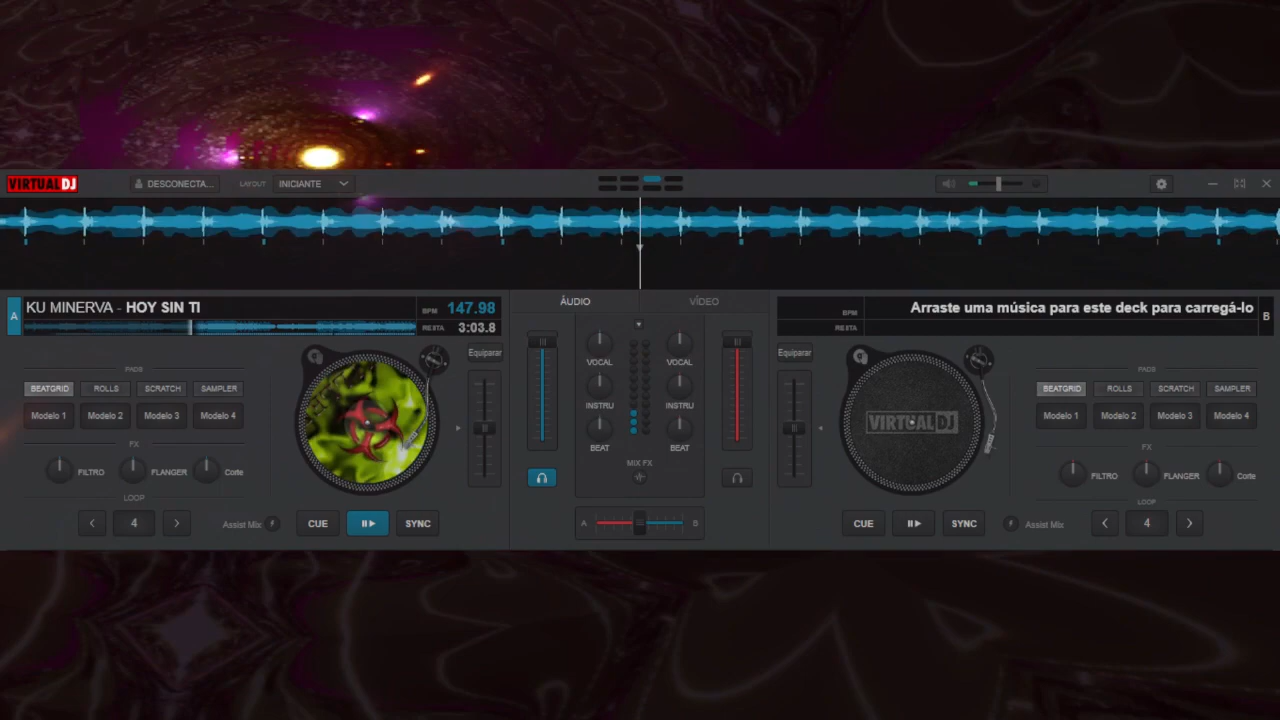 VIRTUALDJ
DESCONECTA...
LAYOUT INICIANTE
A
KU MINERVA - HOY SIN TI
BPM 147.98
RESTA 3:03.8
ÁUDIO
VÍDEO
BPM
RESTA
Arraste uma música para este deck para carregá-lo
B
PADS
BEATGRID ROLLS SCRATCH SAMPLER
Modelo 1 Modelo 2 Modelo 3 Modelo 4
FX
FILTRO FLANGER Corte
LOOP
4
Assist Mix
CUE
SYNC
Equiparar
VOCAL VOCAL
INSTRU INSTRU
BEAT BEAT
MIX FX
A B
Equiparar
VIRTUALDJ
CUE
SYNC
PADS
BEATGRID ROLLS SCRATCH SAMPLER
Modelo 1 Modelo 2 Modelo 3 Modelo 4
FX
FILTRO FLANGER Corte
LOOP
Assist Mix
4